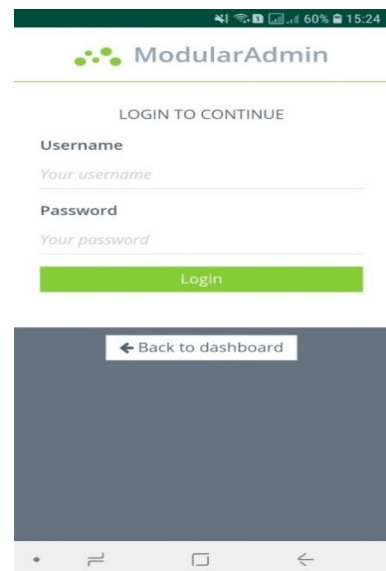 60% 15:24
ModularAdmin
LOGIN TO CONTINUE
Username
Your username
Password
Your password
Login
Back to dashboard